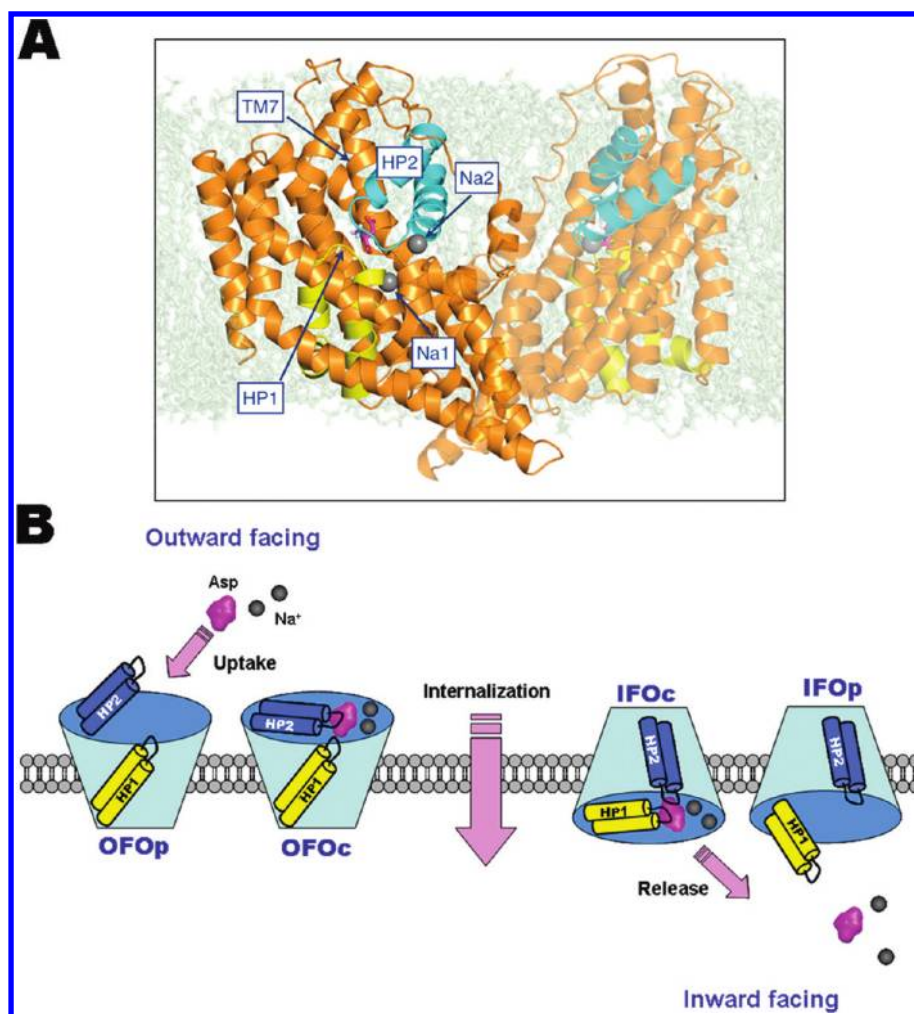 A
TM7
HP2
Na2
Na1
HP1
B
Outward facing
Asp
Na⁺
Uptake
HP2
HP1
OFOp
HP2
HP1
OFOc
Internalization
IFOc
HP2
HP1
Release
IFOp
HP2
HP1
Inward facing